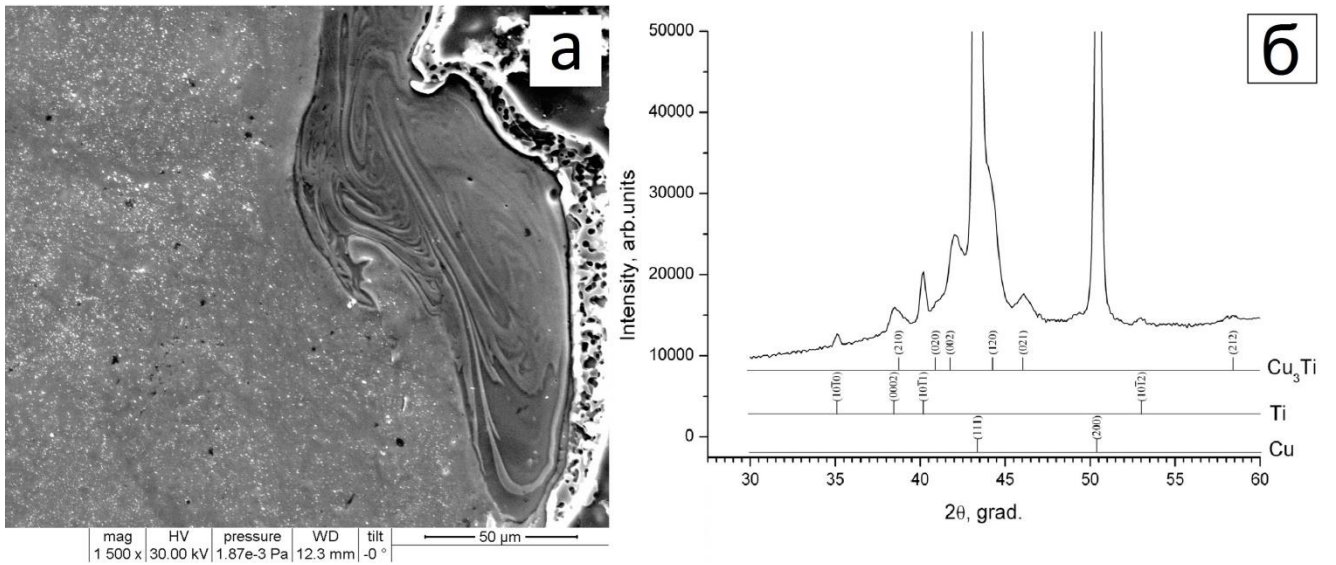 а
mag HV pressure WD tilt
1 500 x 30.00 kV 1.87e-3 Pa 12.3 mm -0 ° 50 µm
б
Intensity, arb.units
50000
40000
30000
20000
10000
0
(210) (020) (002) (120) (021) (212)
Cu₃Ti
(101̄0) (0002) (101̄1) (101̄2)
Ti
(111) (200)
Cu
30 35 40 45 50 55 60
2θ, grad.